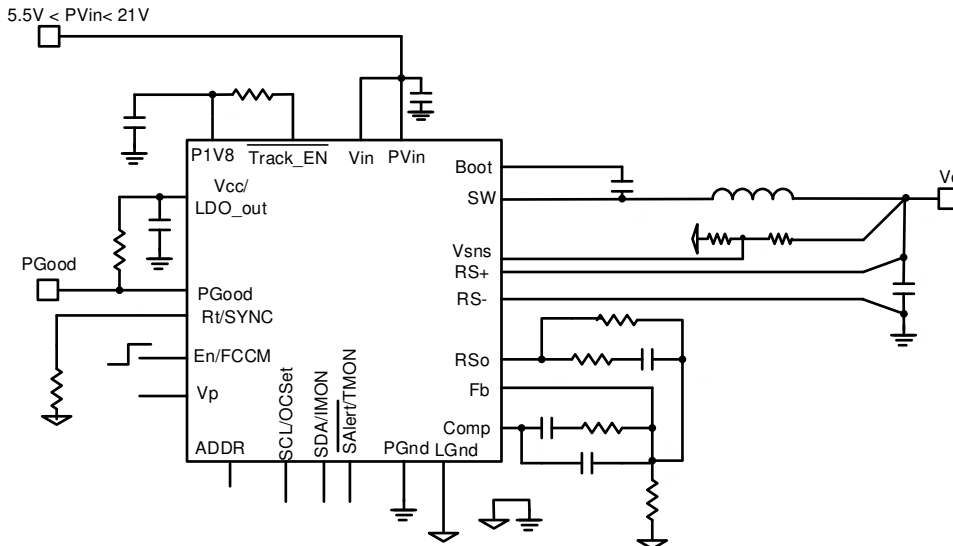 5.5V < PVin< 21V
P1V8
Track_EN
Vin
PVin
Boot
Vcc/
LDO_out
SW
Vsns
RS+
RS-
PGood
PGood
Rt/SYNC
En/FCCM
Vp
RSo
Fb
Comp
ADDR
SCL/OCSet
SDA/IMON
SAlert/TMON
PGnd
LGnd